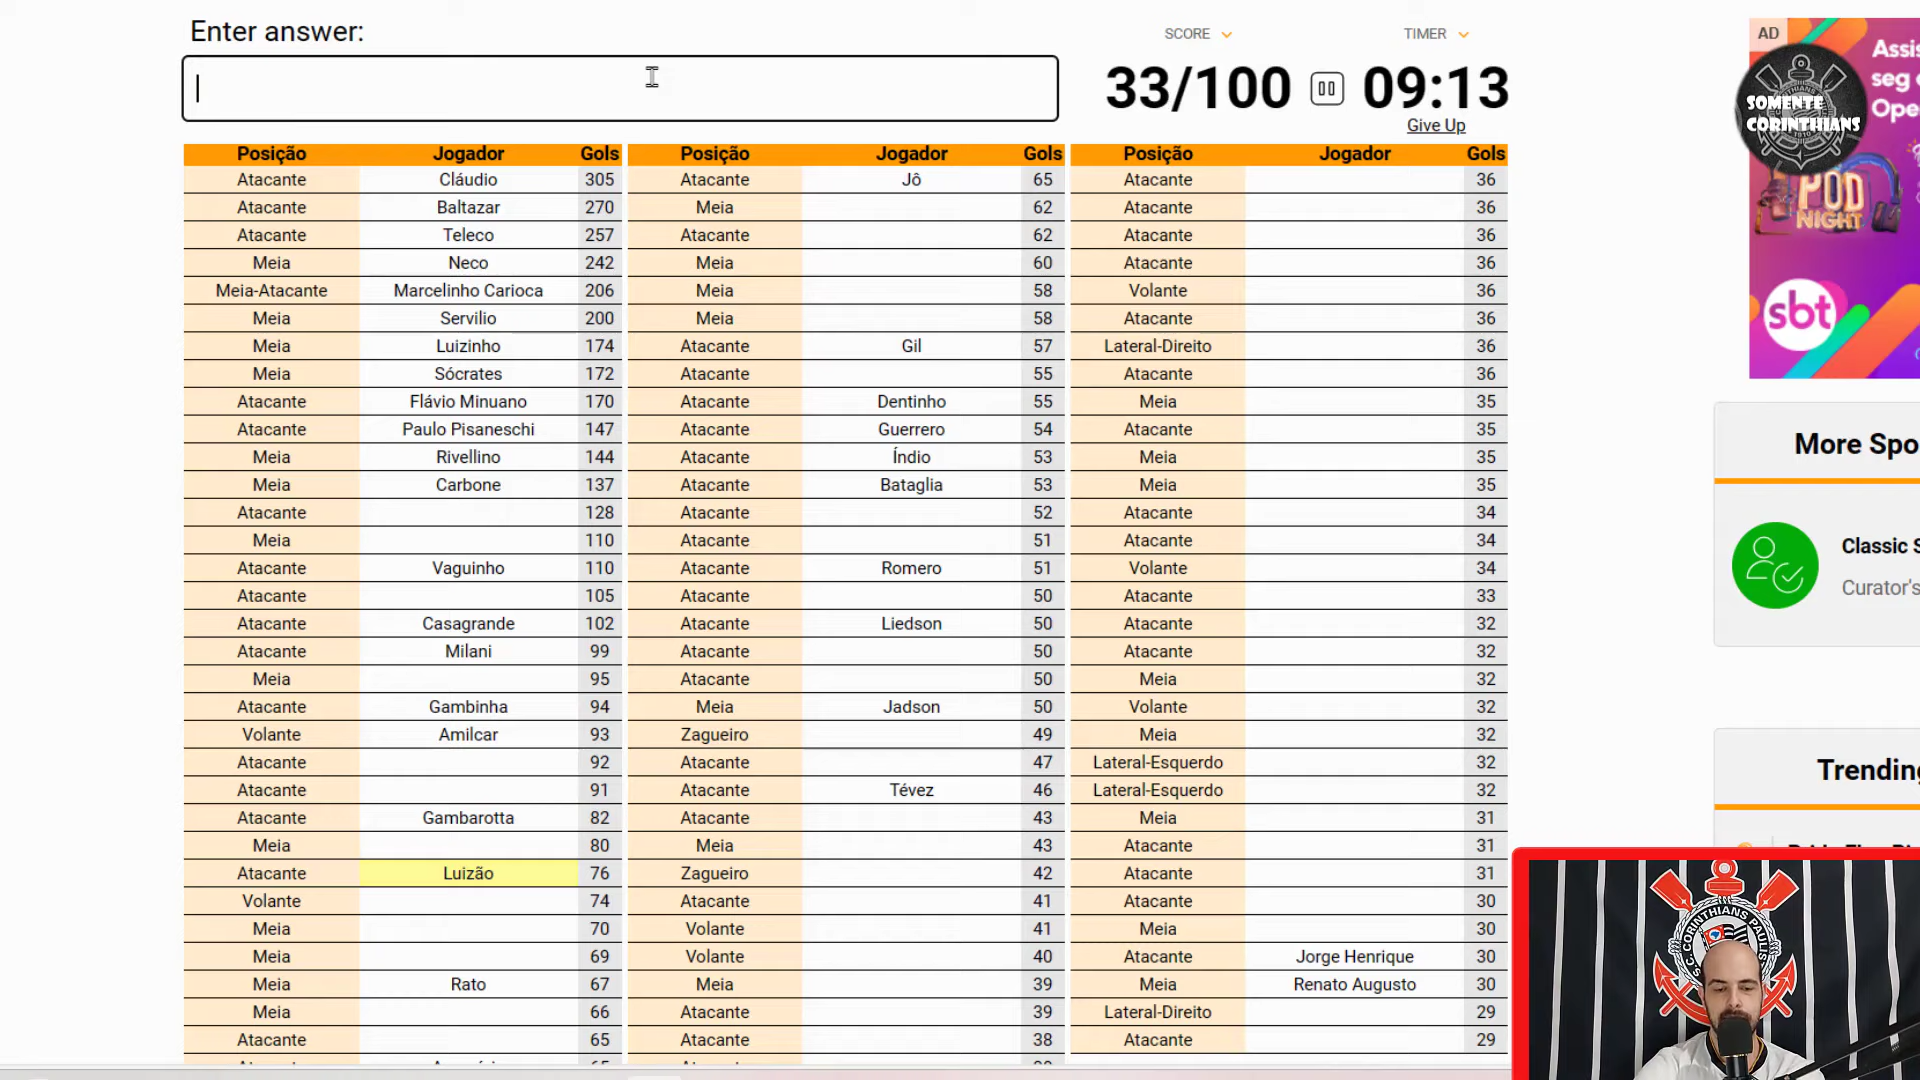 Enter answer:
SCORE
TIMER
33/100
09:13
Give Up
AD
Assis
seg e
Ope
SOMENTE
CORINTHIANS
1910
POD
NIGHT
sbt
Posição Jogador Gols Posição Jogador Gols Posição Jogador Gols
Atacante Cláudio 305 Atacante Jô 65 Atacante 36
Atacante Baltazar 270 Meia 62 Atacante 36
Atacante Teleco 257 Atacante 62 Atacante 36
Meia Neco 242 Meia 60 Atacante 36
Meia-Atacante Marcelinho Carioca 206 Meia 58 Volante 36
Meia Servilio 200 Meia 58 Atacante 36
Meia Luizinho 174 Atacante Gil 57 Lateral-Direito 36
Meia Sócrates 172 Atacante 55 Atacante 36
Atacante Flávio Minuano 170 Atacante Dentinho 55 Meia 35
Atacante Paulo Pisaneschi 147 Atacante Guerrero 54 Atacante 35
Meia Rivellino 144 Atacante Índio 53 Meia 35
Meia Carbone 137 Atacante Bataglia 53 Meia 35
Atacante 128 Atacante 52 Atacante 34
Meia 110 Atacante 51 Atacante 34
Atacante Vaguinho 110 Atacante Romero 51 Volante 34
Atacante 105 Atacante 50 Atacante 33
Atacante Casagrande 102 Atacante Liedson 50 Atacante 32
Atacante Milani 99 Atacante 50 Atacante 32
Meia 95 Atacante 50 Meia 32
Atacante Gambinha 94 Meia Jadson 50 Volante 32
Volante Amilcar 93 Zagueiro 49 Meia 32
Atacante 92 Atacante 47 Lateral-Esquerdo 32
Atacante 91 Atacante Tévez 46 Lateral-Esquerdo 32
Atacante Gambarotta 82 Atacante 43 Meia 31
Meia 80 Meia 43 Atacante 31
Atacante Luizão 76 Zagueiro 42 Atacante 31
Volante 74 Atacante 41 Atacante 30
Meia 70 Volante 41 Meia 30
Meia 69 Volante 40 Atacante Jorge Henrique 30
Meia Rato 67 Meia 39 Meia Renato Augusto 30
Meia 66 Atacante 39 Lateral-Direito 29
Atacante 65 Atacante 38 Atacante 29
More Spo
Classic S
Curator's
Trending